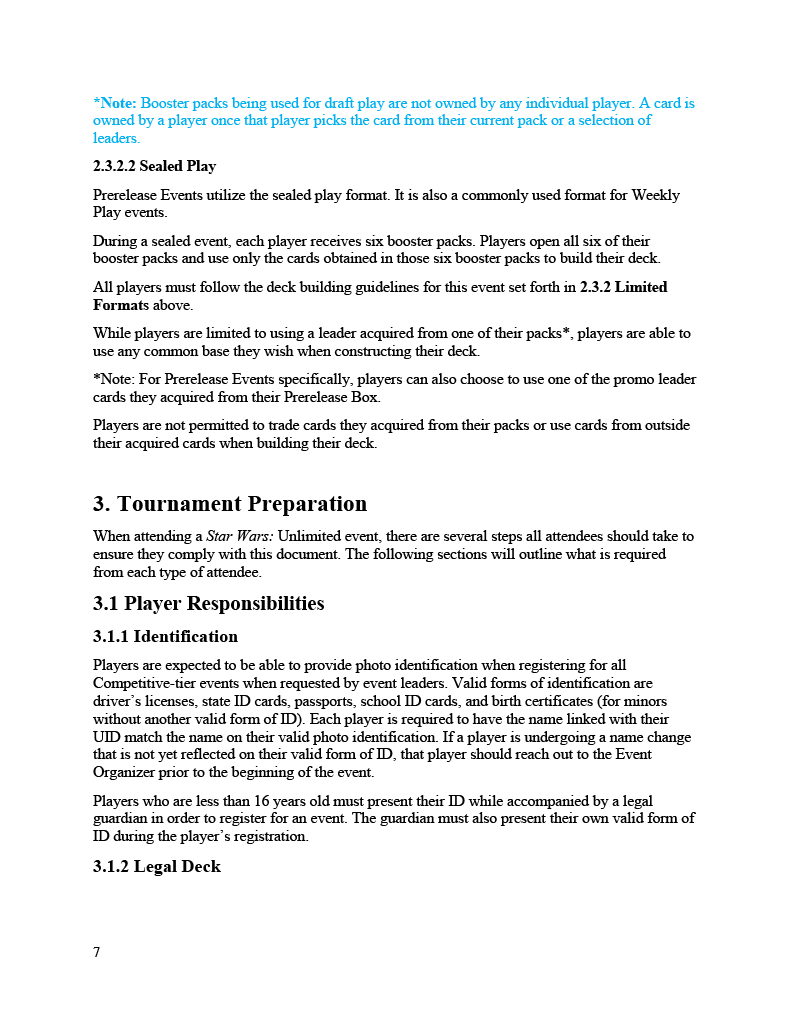 *Note: Booster packs being used for draft play are not owned by any individual player. A card is
owned by a player once that player picks the card from their current pack or a selection of
leaders.
2.3.2.2 Sealed Play
Prerelease Events utilize the sealed play format. It is also a commonly used format for Weekly
Play events.
During a sealed event, each player receives six booster packs. Players open all six of their
booster packs and use only the cards obtained in those six booster packs to build their deck.
All players must follow the deck building guidelines for this event set forth in 2.3.2 Limited
Formats above.
While players are limited to using a leader acquired from one of their packs*, players are able to
use any common base they wish when constructing their deck.
*Note: For Prerelease Events specifically, players can also choose to use one of the promo leader
cards they acquired from their Prerelease Box.
Players are not permitted to trade cards they acquired from their packs or use cards from outside
their acquired cards when building their deck.
3. Tournament Preparation
When attending a Star Wars: Unlimited event, there are several steps all attendees should take to
ensure they comply with this document. The following sections will outline what is required
from each type of attendee.
3.1 Player Responsibilities
3.1.1 Identification
Players are expected to be able to provide photo identification when registering for all
Competitive-tier events when requested by event leaders. Valid forms of identification are
driver’s licenses, state ID cards, passports, school ID cards, and birth certificates (for minors
without another valid form of ID). Each player is required to have the name linked with their
UID match the name on their valid photo identification. If a player is undergoing a name change
that is not yet reflected on their valid form of ID, that player should reach out to the Event
Organizer prior to the beginning of the event.
Players who are less than 16 years old must present their ID while accompanied by a legal
guardian in order to register for an event. The guardian must also present their own valid form of
ID during the player’s registration.
3.1.2 Legal Deck
7